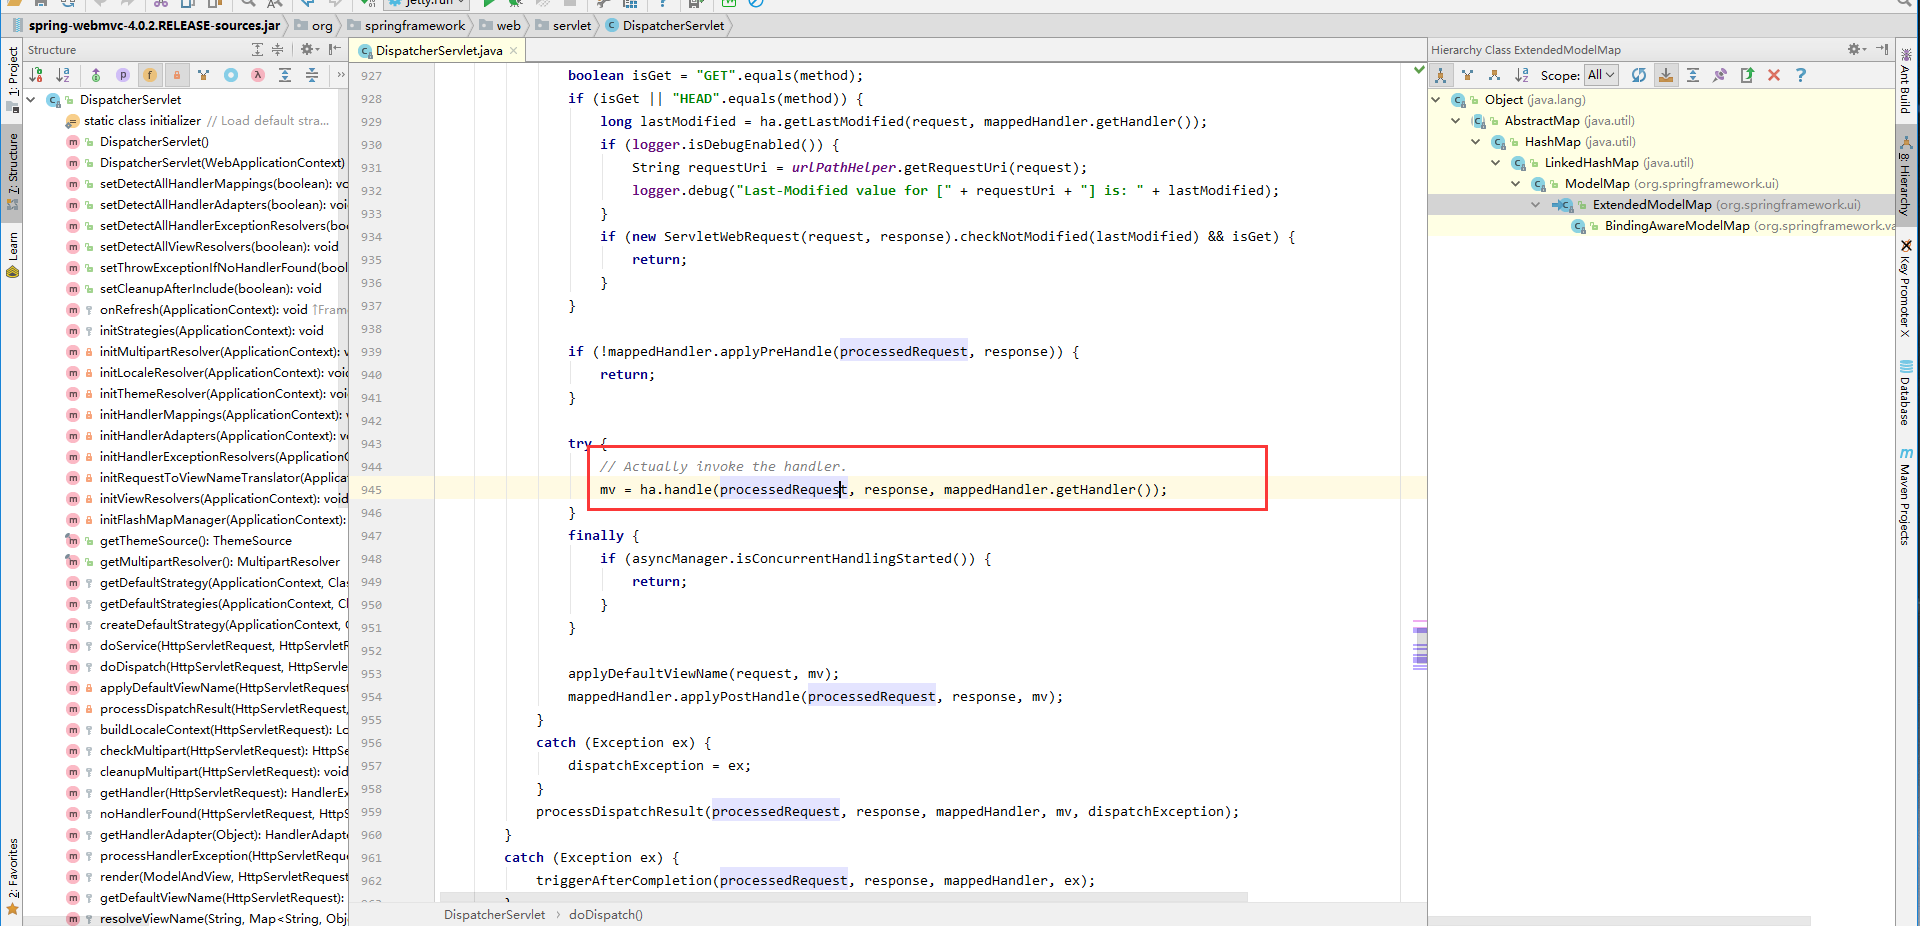 jetty:run
spring-webmvc-4.0.2.RELEASE-sources.jar org springframework web servlet DispatcherServlet
1: Project
7: Structure
Learn
2: Favorites
Structure
DispatcherServlet
static class initializer // Load default stra...
DispatcherServlet()
DispatcherServlet(WebApplicationContext)
setDetectAllHandlerMappings(boolean): vo
setDetectAllHandlerAdapters(boolean): voi
setDetectAllHandlerExceptionResolvers(boo
setDetectAllViewResolvers(boolean): void
setThrowExceptionIfNoHandlerFound(bool
setCleanupAfterInclude(boolean): void
onRefresh(ApplicationContext): void ↑Fram
initStrategies(ApplicationContext): void
initMultipartResolver(ApplicationContext): v
initLocaleResolver(ApplicationContext): voi
initThemeResolver(ApplicationContext): voi
initHandlerMappings(ApplicationContext):
initHandlerAdapters(ApplicationContext): v
initHandlerExceptionResolvers(ApplicationC
initRequestToViewNameTranslator(Applicat
initViewResolvers(ApplicationContext): void
initFlashMapManager(ApplicationContext):
getThemeSource(): ThemeSource
getMultipartResolver(): MultipartResolver
getDefaultStrategy(ApplicationContext, Clas
getDefaultStrategies(ApplicationContext, Cl
createDefaultStrategy(ApplicationContext, C
doService(HttpServletRequest, HttpServletR
doDispatch(HttpServletRequest, HttpServle
applyDefaultViewName(HttpServletRequest
processDispatchResult(HttpServletRequest,
buildLocaleContext(HttpServletRequest): Lo
checkMultipart(HttpServletRequest): HttpSe
cleanupMultipart(HttpServletRequest): void
getHandler(HttpServletRequest): HandlerEx
noHandlerFound(HttpServletRequest, HttpS
getHandlerAdapter(Object): HandlerAdapte
processHandlerException(HttpServletReque
render(ModelAndView, HttpServletRequest
getDefaultViewName(HttpServletRequest):
resolveViewName(String, Map<String, Obj
DispatcherServlet.java
927 boolean isGet = "GET".equals(method);
928 if (isGet || "HEAD".equals(method)) {
929 long lastModified = ha.getLastModified(request, mappedHandler.getHandler());
930 if (logger.isDebugEnabled()) {
931 String requestUri = urlPathHelper.getRequestUri(request);
932 logger.debug("Last-Modified value for [" + requestUri + "] is: " + lastModified);
933 }
934 if (new ServletWebRequest(request, response).checkNotModified(lastModified) && isGet) {
935 return;
936 }
937 }
938
939 if (!mappedHandler.applyPreHandle(processedRequest, response)) {
940 return;
941 }
942
943 try {
944 // Actually invoke the handler.
945 mv = ha.handle(processedRequest, response, mappedHandler.getHandler());
946 }
947 finally {
948 if (asyncManager.isConcurrentHandlingStarted()) {
949 return;
950 }
951 }
952
953 applyDefaultViewName(request, mv);
954 mappedHandler.applyPostHandle(processedRequest, response, mv);
955 }
956 catch (Exception ex) {
957 dispatchException = ex;
958 }
959 processDispatchResult(processedRequest, response, mappedHandler, mv, dispatchException);
960 }
961 catch (Exception ex) {
962 triggerAfterCompletion(processedRequest, response, mappedHandler, ex);
DispatcherServlet › doDispatch()
Hierarchy Class ExtendedModelMap
Scope: All
Object (java.lang)
AbstractMap (java.util)
HashMap (java.util)
LinkedHashMap (java.util)
ModelMap (org.springframework.ui)
ExtendedModelMap (org.springframework.ui)
BindingAwareModelMap (org.springframework.va
Ant Build
8: Hierarchy
Key Promoter X
Database
Maven Projects